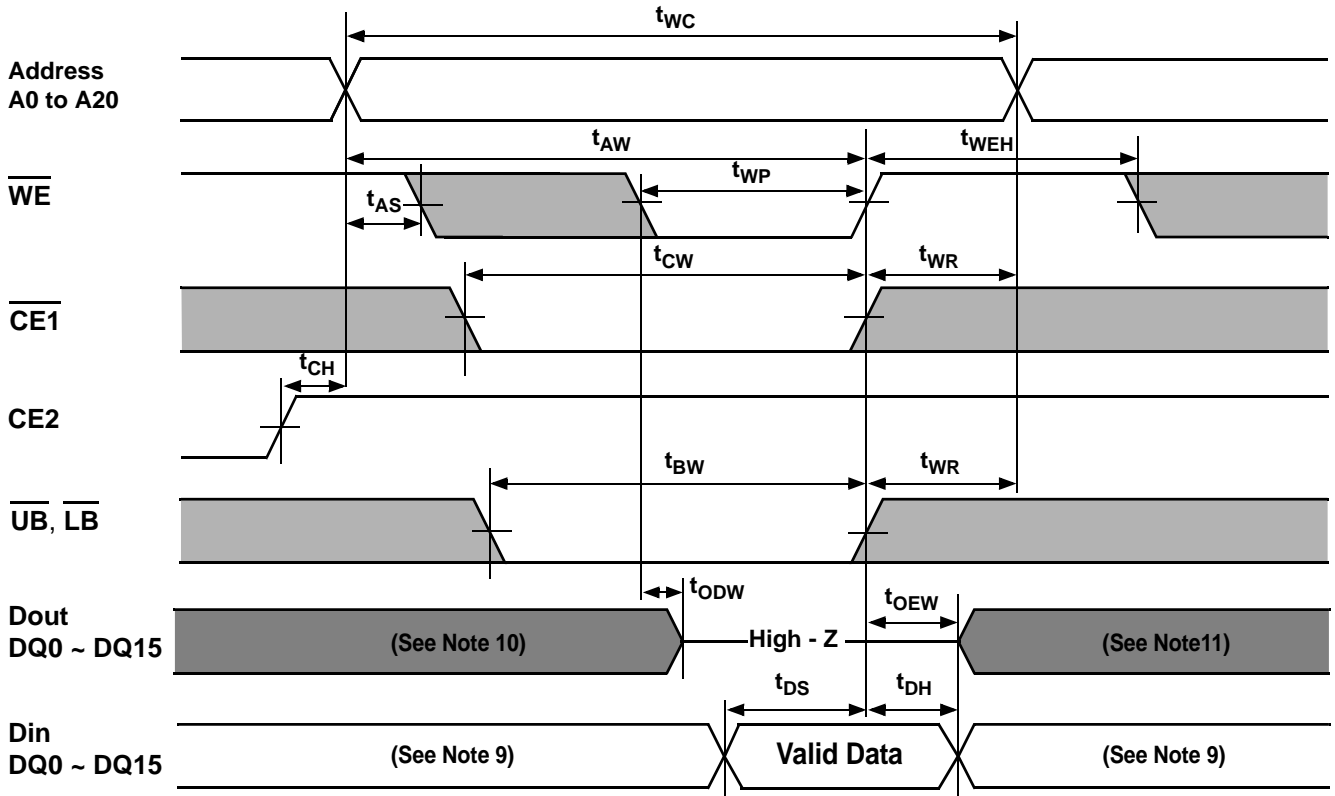 tWC
Address
A0 to A20
tAW
tWEH
WE
tWP
tAS
tCW
tWR
CE1
tCH
CE2
tBW
tWR
UB, LB
tODW
tOEW
Dout
DQ0 ~ DQ15
(See Note 10)
High - Z
(See Note11)
tDS
tDH
Din
DQ0 ~ DQ15
(See Note 9)
Valid Data
(See Note 9)